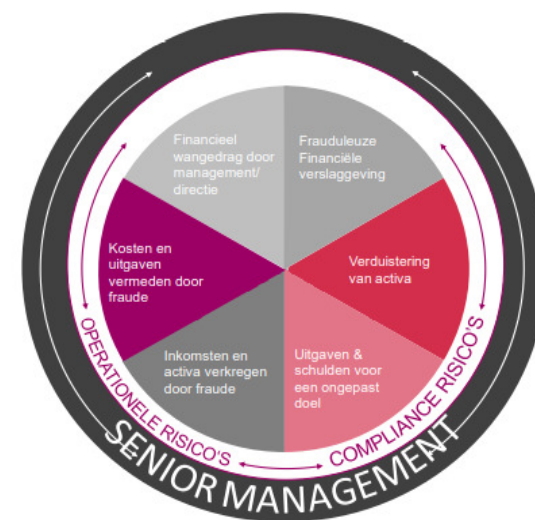 Financieel
wangedrag door
management/
directie
Frauduleuze
Financiële
verslaggeving
Kosten en
uitgaven
vermeden door
fraude
Verduistering
van activa
Inkomsten en
activa verkregen
door fraude
Uitgaven &
schulden voor
een ongepast
doel
OPERATIONELE RISICO'S
COMPLIANCE RISICO'S
SENIOR MANAGEMENT